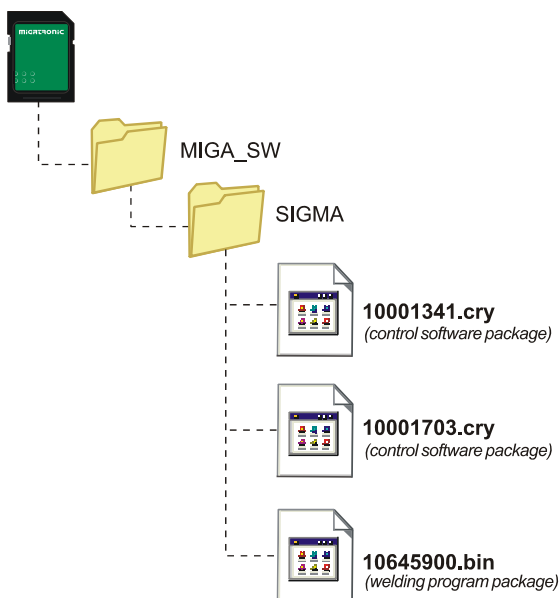 MIGATRONIC
MIGA_SW
SIGMA
10001341.cry
(control software package)
10001703.cry
(control software package)
10645900.bin
(welding program package)